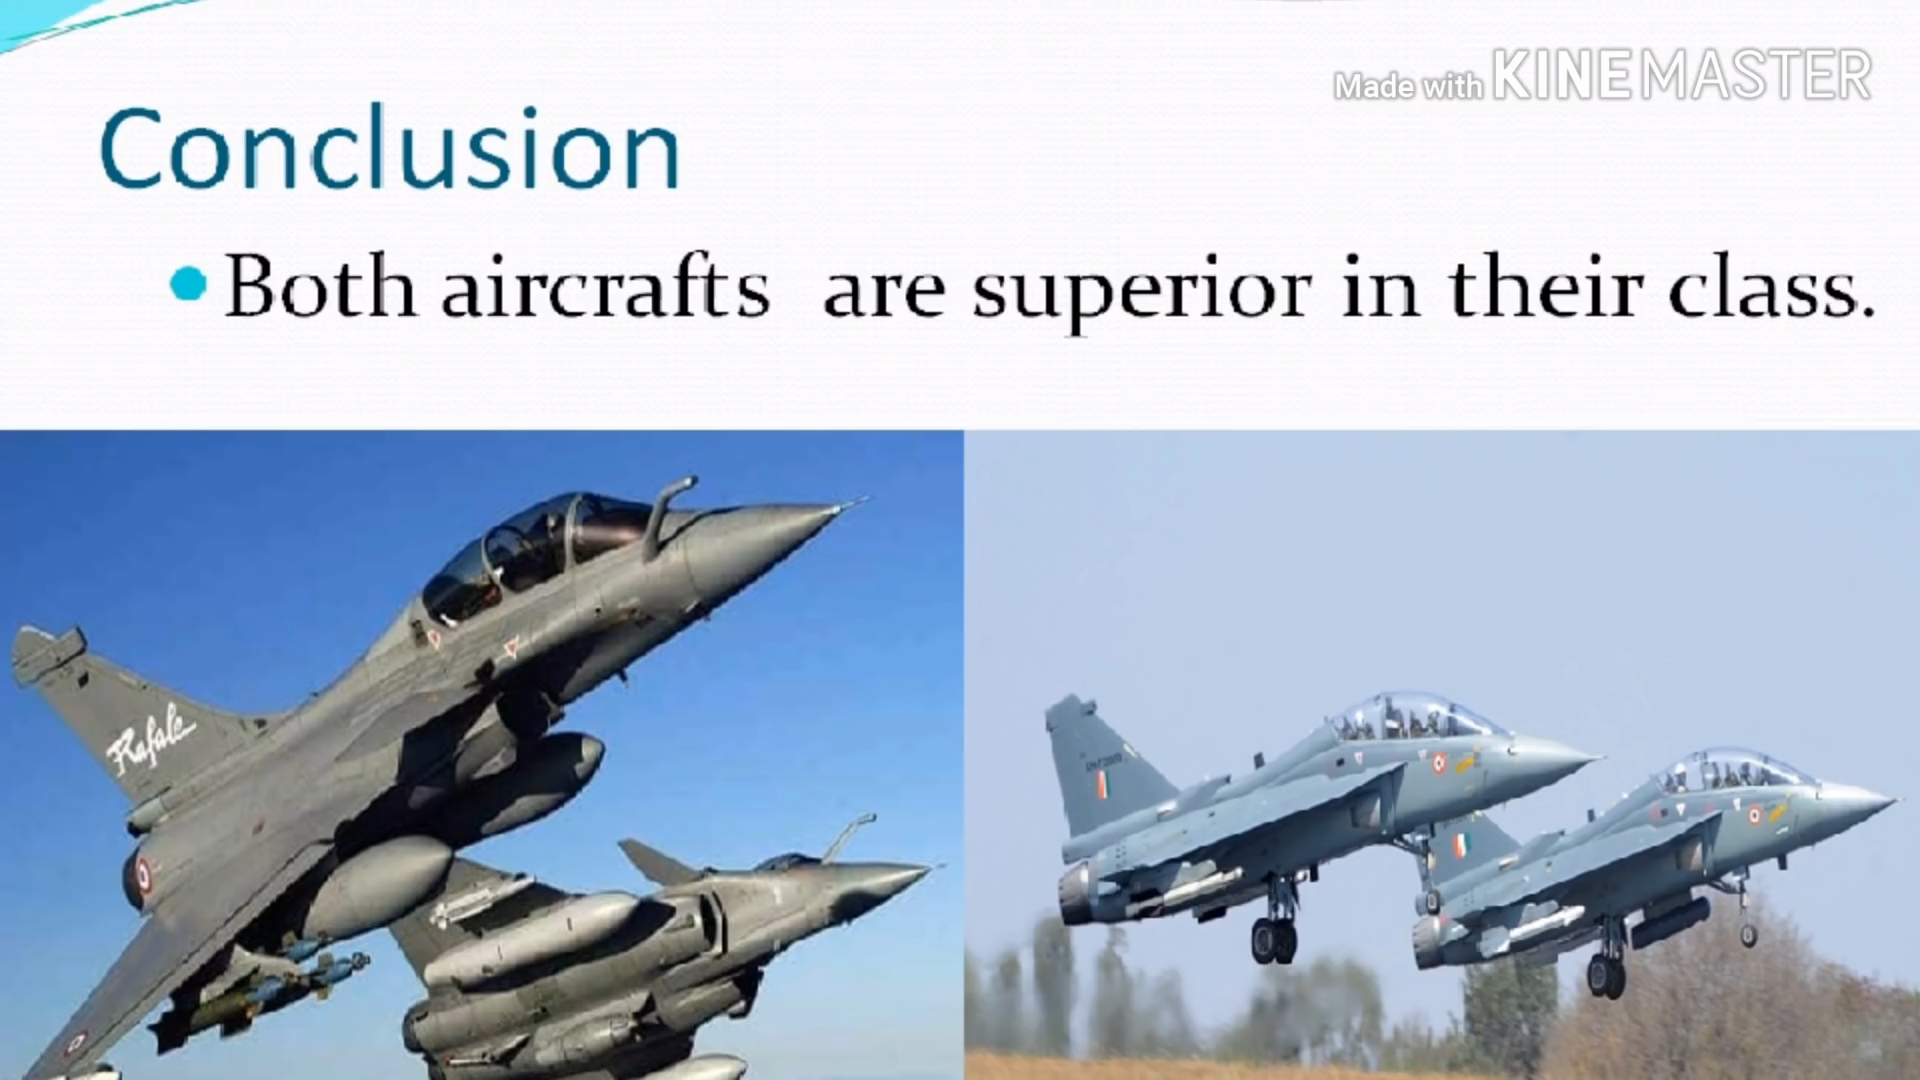 Made with KINEMASTER
Conclusion
Both aircrafts are superior in their class.
Rafale